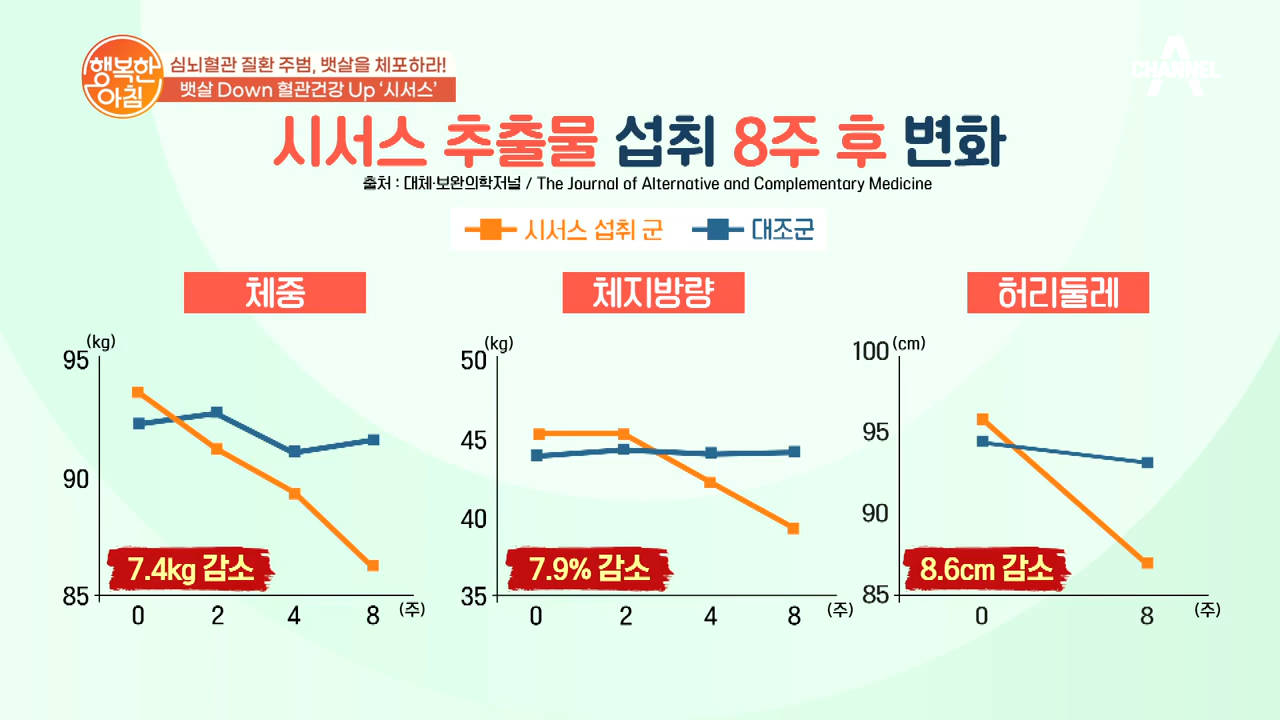 행복한
아침
심뇌혈관 질환 주범, 뱃살을 체포하라!
뱃살 Down 혈관건강 Up ‘시서스’
CHANNEL A
시서스 추출물 섭취 8주 후 변화
출처 : 대체·보완의학저널 / The Journal of Alternative and Complementary Medicine
시서스 섭취 군 대조군
체중
(kg)
95
90
85
0 2 4 8 (주)
7.4kg 감소
체지방량
(kg)
50
45
40
35
0 2 4 8 (주)
7.9% 감소
허리둘레
(cm)
100
95
90
85
0 8 (주)
8.6cm 감소